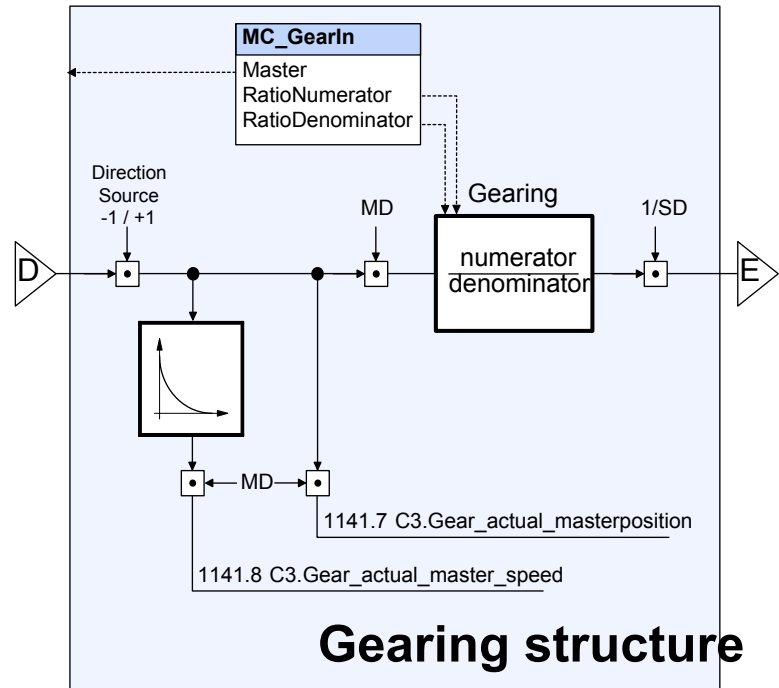 MC_GearIn
Master
RatioNumerator
RatioDenominator
Direction
Source
-1 / +1
MD
Gearing
1/SD
D
numerator
denominator
E
MD
1141.7 C3.Gear_actual_masterposition
1141.8 C3.Gear_actual_master_speed
Gearing structure